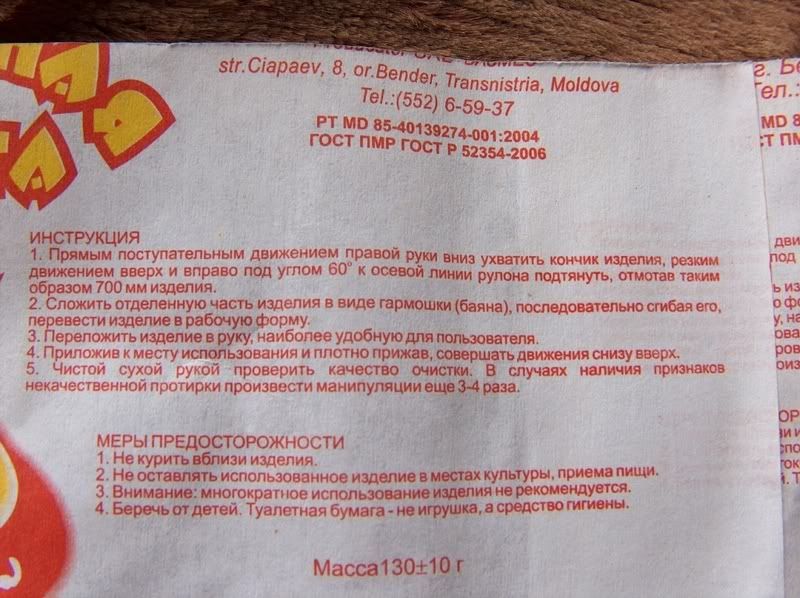 str.Ciapaev, 8, or.Bender, Transnistria, Moldova
Tel.:(552) 6-59-37
РТ MD 85-40139274-001:2004
ГОСТ ПМР ГОСТ Р 52354-2006
ИНСТРУКЦИЯ
1. Прямым поступательным движением правой руки вниз ухватить кончик изделия, резким
движением вверх и вправо под углом 60° к осевой линии рулона подтянуть, отмотав таким
образом 700 мм изделия.
2. Сложить отделенную часть изделия в виде гармошки (баяна), последовательно сгибая его,
перевести изделие в рабочую форму.
3. Переложить изделие в руку, наиболее удобную для пользователя.
4. Приложив к месту использования и плотно прижав, совершать движения снизу вверх.
5. Чистой сухой рукой проверить качество очистки. В случаях наличия признаков
некачественной протирки произвести манипуляции еще 3-4 раза.
МЕРЫ ПРЕДОСТОРОЖНОСТИ
1. Не курить вблизи изделия.
2. Не оставлять использованное изделие в местах культуры, приема пищи.
3. Внимание: многократное использование изделия не рекомендуется.
4. Беречь от детей. Туалетная бумага - не игрушка, а средство гигиены.
Масса130±10 г